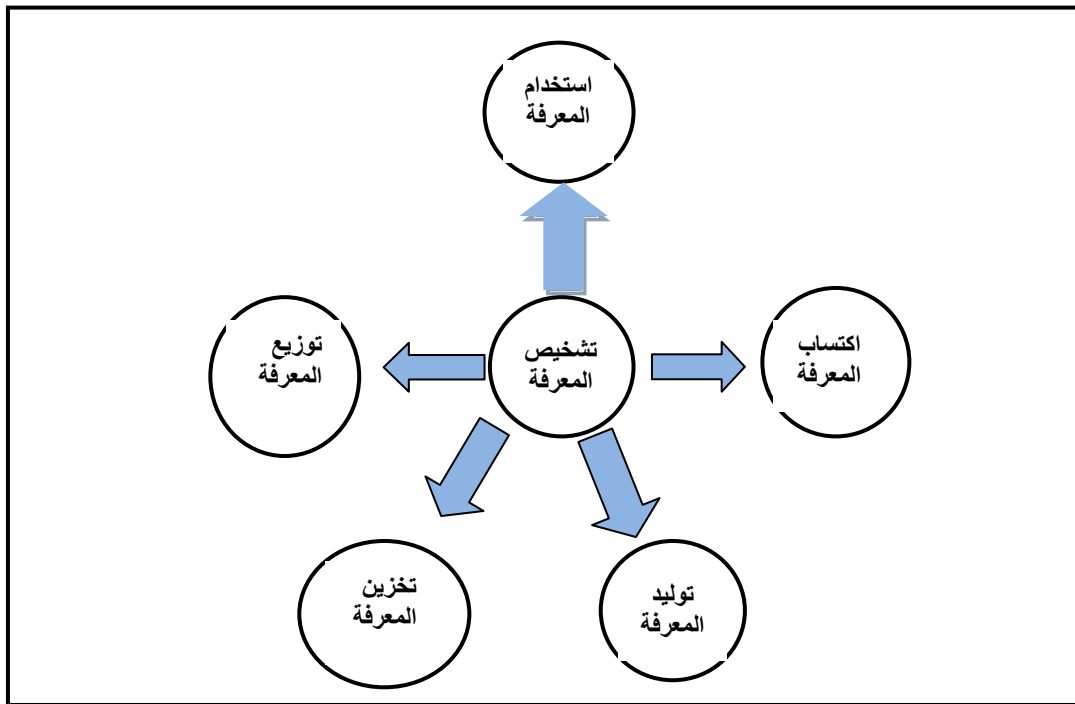 استخدام
المعرفة
اكتساب
المعرفة
تشخيص
المعرفة
توزيع
المعرفة
توليد
المعرفة
تخزين
المعرفة